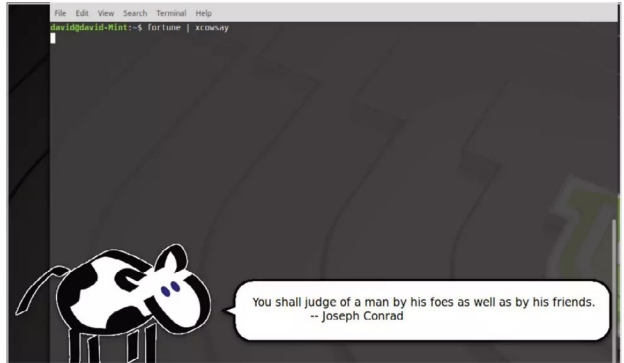 File Edit View Search Terminal Help
david@david-Mint:~$ fortune | xcowsay
You shall judge of a man by his foes as well as by his friends.
-- Joseph Conrad